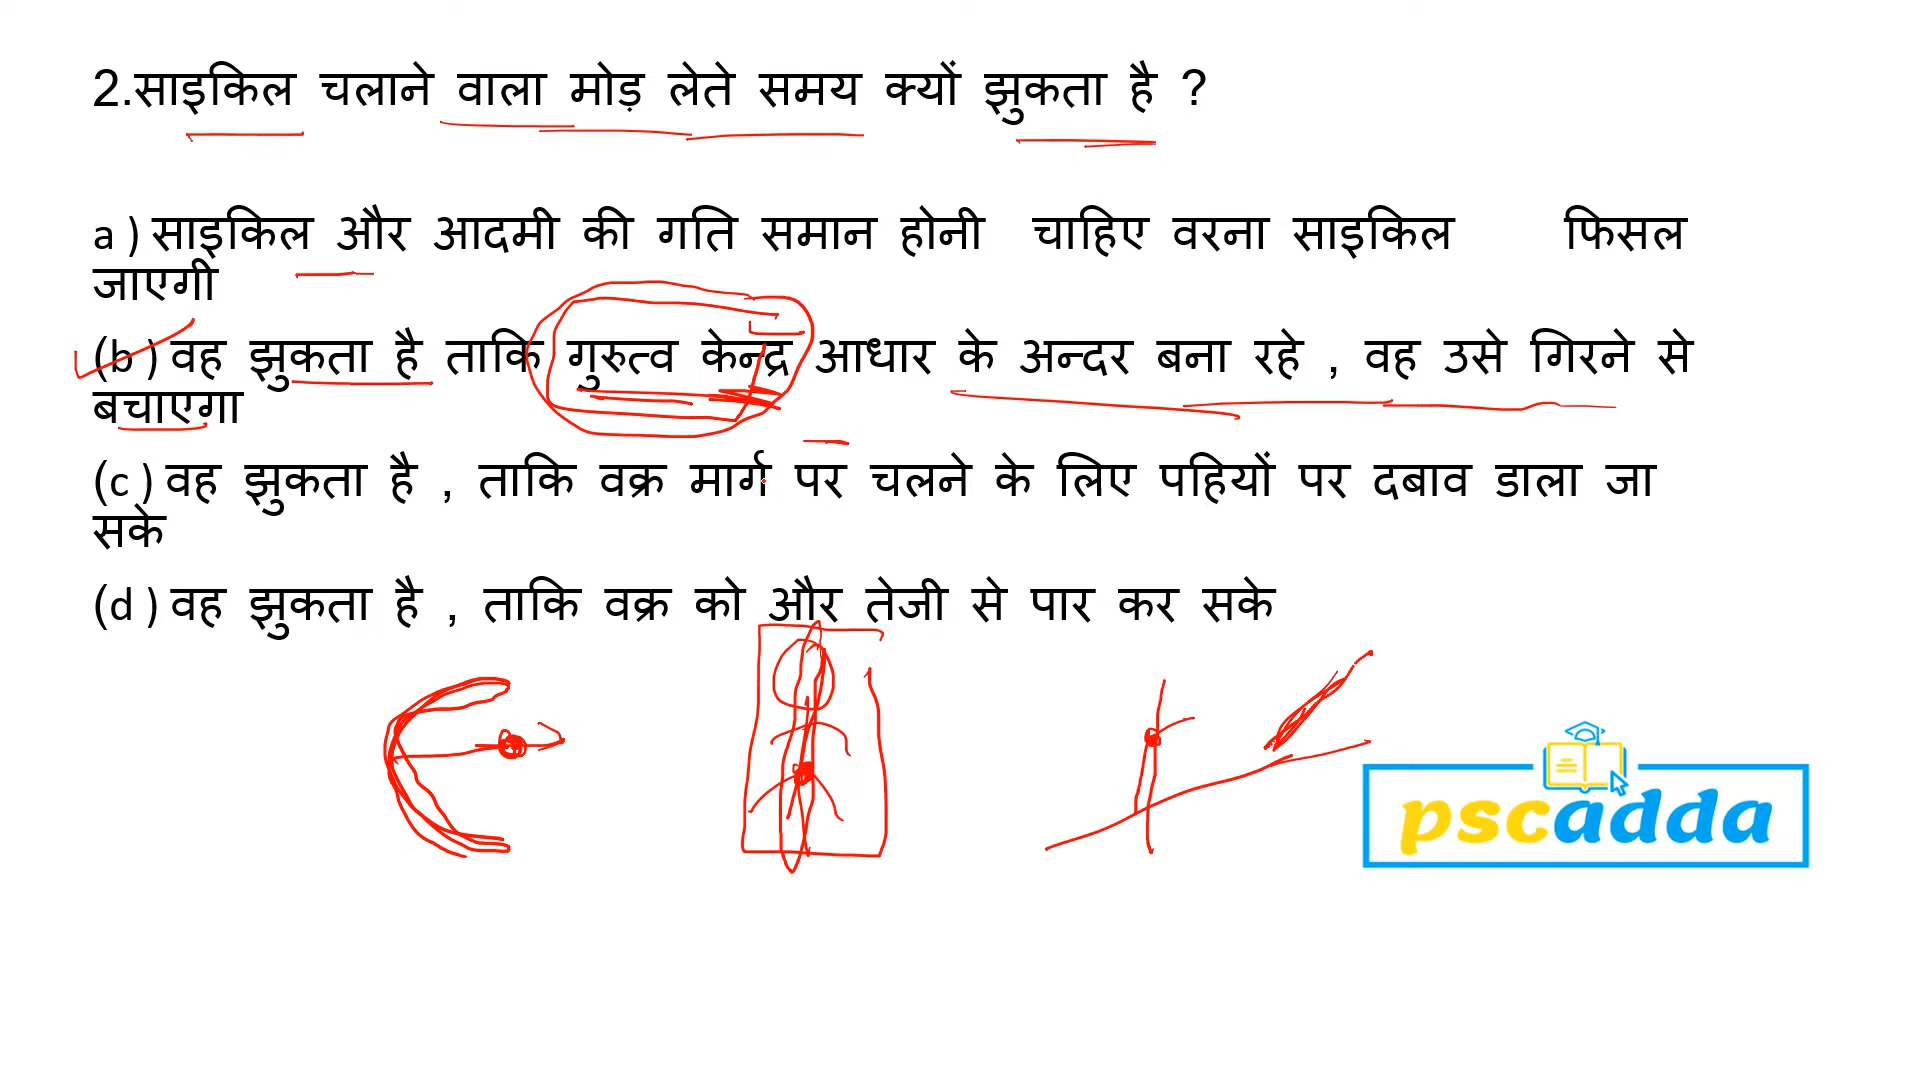 2.साइकिल चलाने वाला मोड़ लेते समय क्यों झुकता है ?
a ) साइकिल और आदमी की गति समान होनी चाहिए वरना साइकिल फिसल
जाएगी
(b ) वह झुकता है ताकि गुरुत्व केन्द्र आधार के अन्दर बना रहे , वह उसे गिरने से
बचाएगा
(c ) वह झुकता है , ताकि वक्र मार्ग पर चलने के लिए पहियों पर दबाव डाला जा
सके
(d ) वह झुकता है , ताकि वक्र को और तेजी से पार कर सके
pscadda